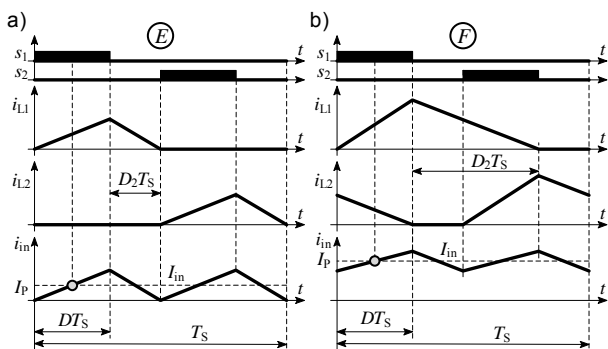 a) E
s1 t
s2 t
iL1 t
iL2 D2TS t
iin IP Iin t
DTS
TS
b) F
s1 t
s2 t
iL1 t
iL2 D2TS t
iin IP Iin t
DTS
TS